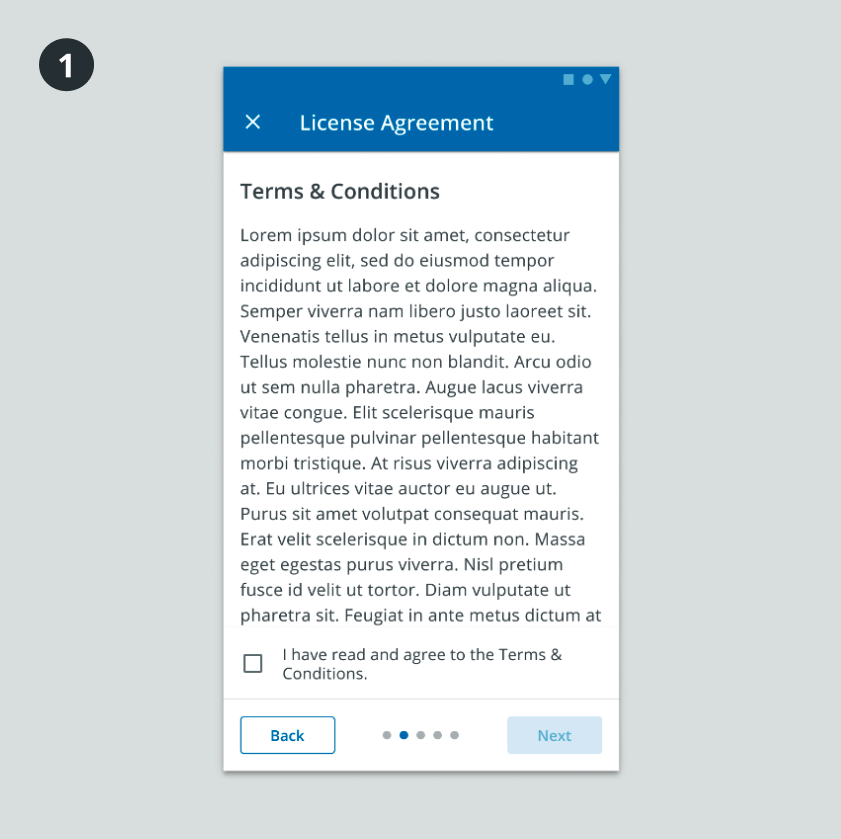 1
License Agreement
Terms & Conditions
Lorem ipsum dolor sit amet, consectetur
adipiscing elit, sed do eiusmod tempor
incididunt ut labore et dolore magna aliqua.
Semper viverra nam libero justo laoreet sit.
Venenatis tellus in metus vulputate eu.
Tellus molestie nunc non blandit. Arcu odio
ut sem nulla pharetra. Augue lacus viverra
vitae congue. Elit scelerisque mauris
pellentesque pulvinar pellentesque habitant
morbi tristique. At risus viverra adipiscing
at. Eu ultrices vitae auctor eu augue ut.
Purus sit amet volutpat consequat mauris.
Erat velit scelerisque in dictum non. Massa
eget egestas purus viverra. Nisl pretium
fusce id velit ut tortor. Diam vulputate ut
pharetra sit. Feugiat in ante metus dictum at
I have read and agree to the Terms &
Conditions.
Back
Next